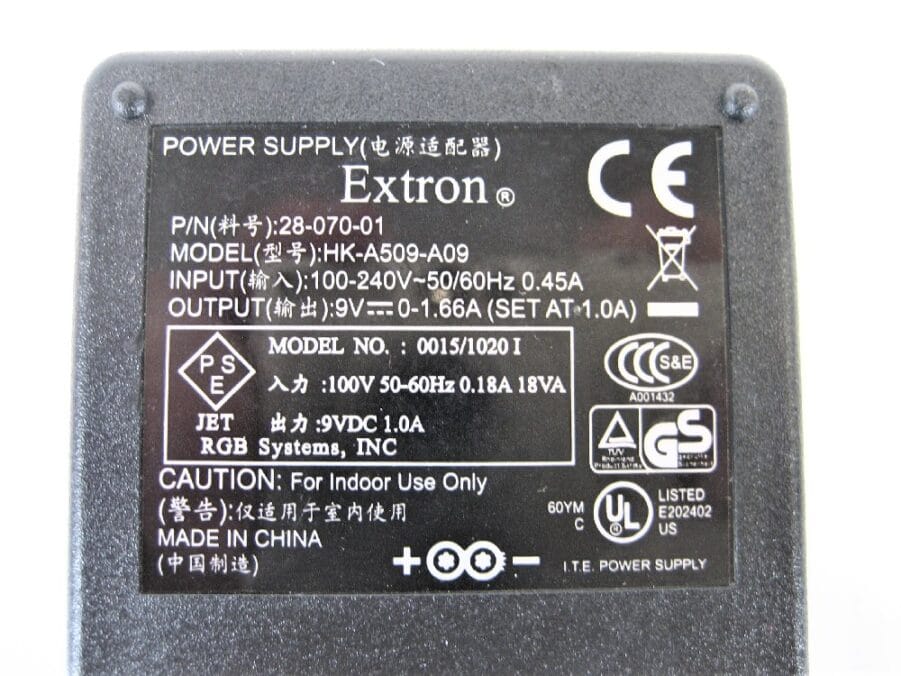 POWER SUPPLY(电源适配器)
Extron®
P/N(料号):28-070-01
MODEL(型号):HK-A509-A09
INPUT(输入):100-240V~50/60Hz 0.45A
OUTPUT(输出):9V⎓0-1.66A (SET AT 1.0A)
CE
PSE
JET
MODEL NO. : 0015/1020 I
入力 :100V 50-60Hz 0.18A 18VA
出力 :9VDC 1.0A
RGB Systems, INC
CCC S&E
A001432
TUV
Rheinland
GS
CAUTION: For Indoor Use Only
(警告):仅适用于室内使用
MADE IN CHINA
(中国制造)
+ -
60YM
C
UL®
LISTED
E202402
US
I.T.E. POWER SUPPLY